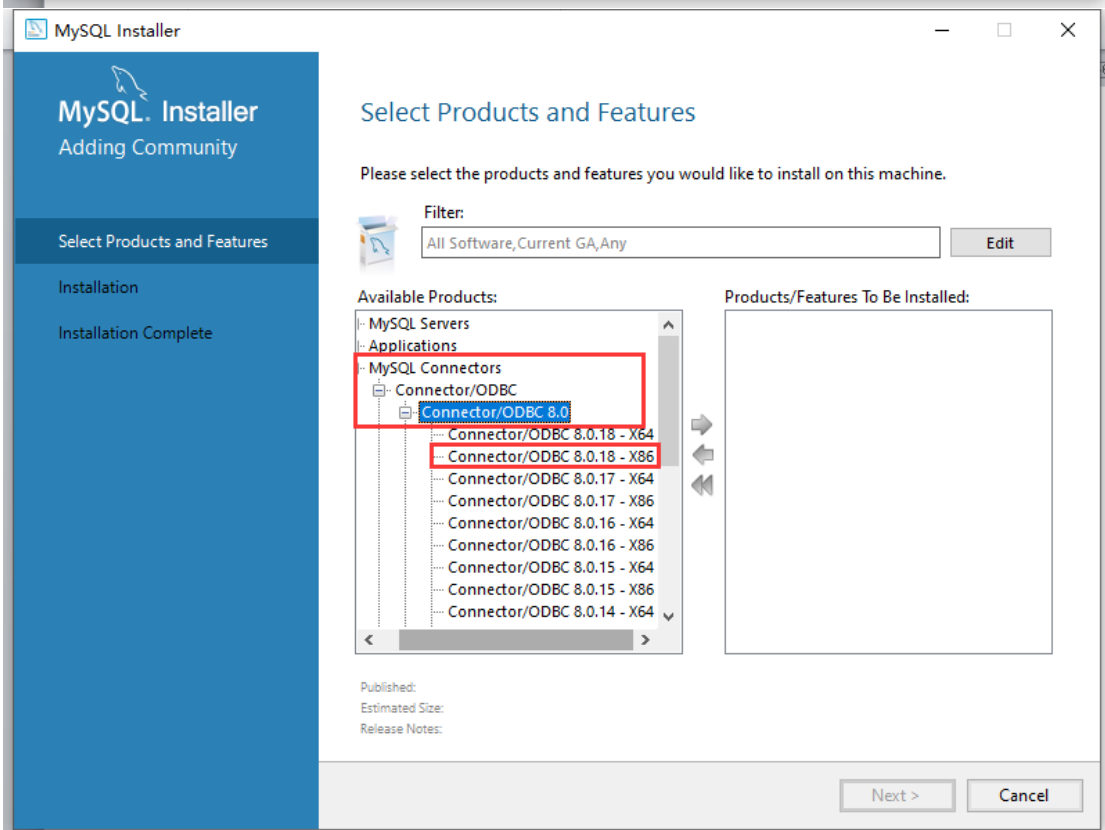 MySQL Installer
MySQL. Installer
Adding Community
Select Products and Features
Installation
Installation Complete
Select Products and Features
Please select the products and features you would like to install on this machine.
Filter:
All Software,Current GA,Any
Edit
Available Products:
MySQL Servers
Applications
MySQL Connectors
Connector/ODBC
Connector/ODBC 8.0
Connector/ODBC 8.0.18 - X64
Connector/ODBC 8.0.18 - X86
Connector/ODBC 8.0.17 - X64
Connector/ODBC 8.0.17 - X86
Connector/ODBC 8.0.16 - X64
Connector/ODBC 8.0.16 - X86
Connector/ODBC 8.0.15 - X64
Connector/ODBC 8.0.15 - X86
Connector/ODBC 8.0.14 - X64
Products/Features To Be Installed:
Published:
Estimated Size:
Release Notes:
Next >
Cancel